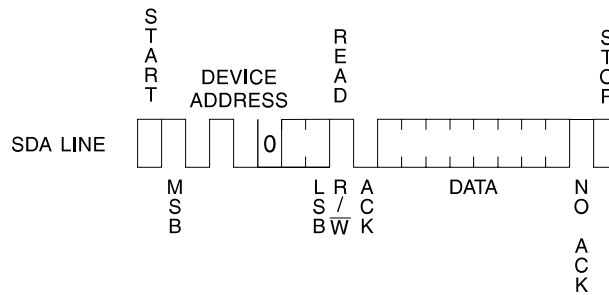 START
DEVICE
ADDRESS
READ
STOP
SDA LINE
0
MSB
LSB
R/W
ACK
DATA
NO ACK